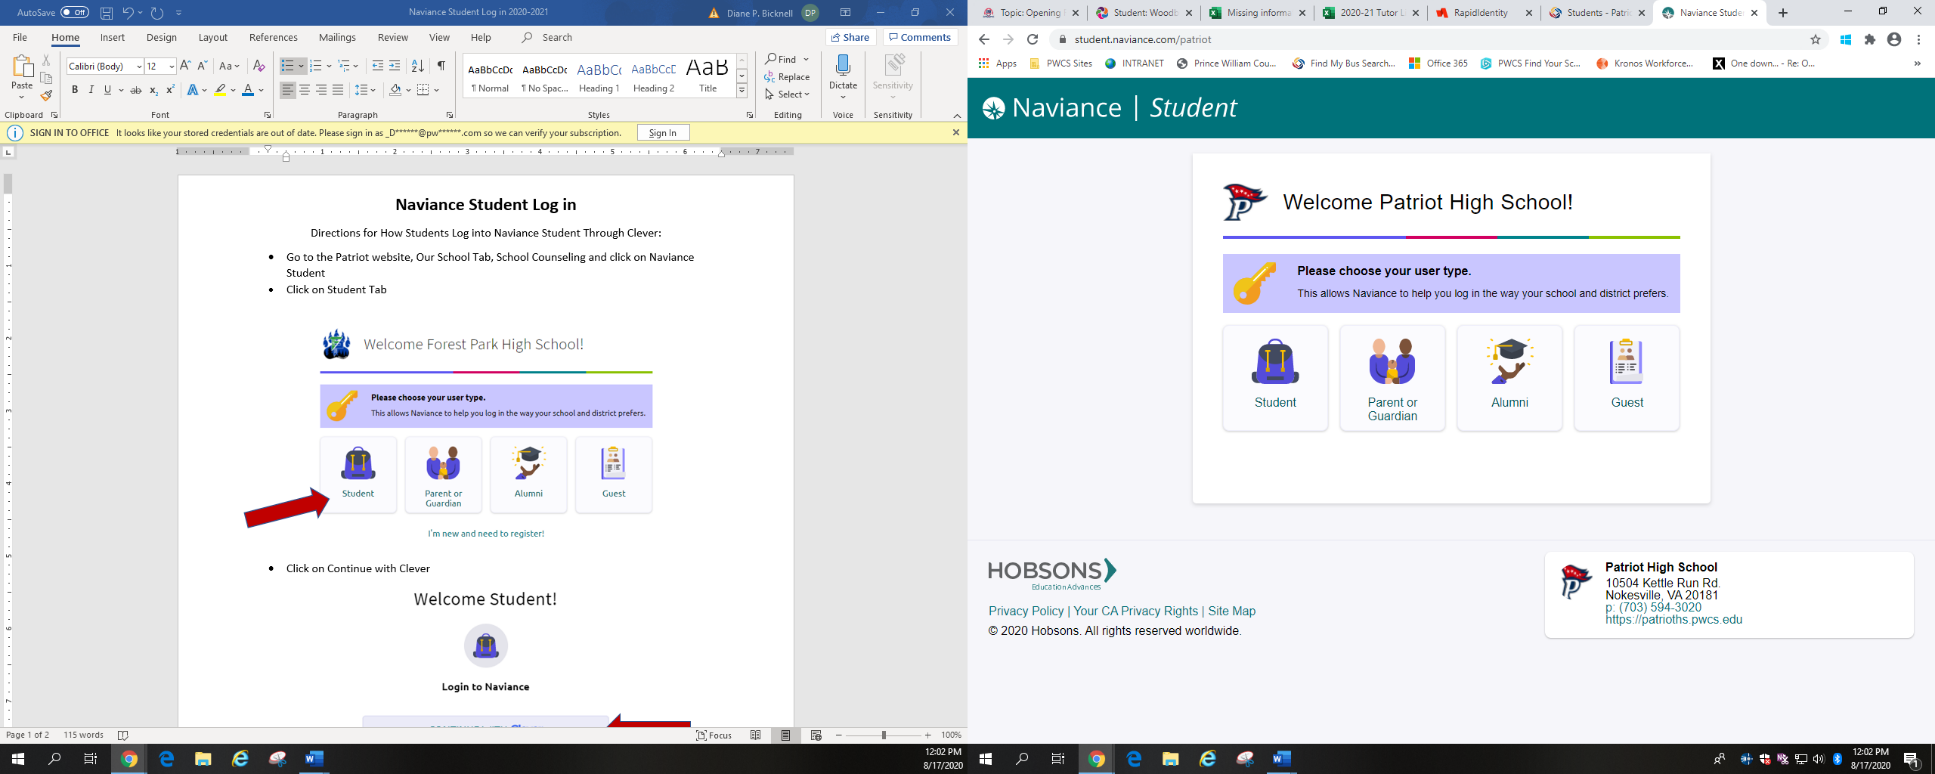 AutoSave Off Naviance Student Log in 2020-2021 Diane P. Bicknell DP
File Home Insert Design Layout References Mailings Review View Help Search Share Comments
Paste Calibri (Body) 12 Find
Replace
Select
AaBbCcDc AaBbCcDc AaBbCc AaBbCcD AaB
¶ Normal ¶ No Spac... Heading 1 Heading 2 Title
Dictate Sensitivity
Clipboard Font Paragraph Styles Editing Voice Sensitivity
SIGN IN TO OFFICE It looks like your stored credentials are out of date. Please sign in as _D******@pw******.com so we can verify your subscription. Sign In
Naviance Student Log in
Directions for How Students Log into Naviance Student Through Clever:
• Go to the Patriot website, Our School Tab, School Counseling and click on Naviance
Student
• Click on Student Tab
Welcome Forest Park High School!
Please choose your user type.
This allows Naviance to help you log in the way your school and district prefers.
Student Parent or Guardian Alumni Guest
I'm new and need to register!
• Click on Continue with Clever
Welcome Student!
Login to Naviance
Page 1 of 2 115 words Focus 100%
12:02 PM
8/17/2020
Topic: Opening Student: Woodb Missing informa 2020-21 Tutor L RapidIdentity Students - Patri Naviance Stude
student.naviance.com/patriot
Apps PWCS Sites INTRANET Prince William Cou... Find My Bus Search... Office 365 PWCS Find Your Sc... Kronos Workforce... One down... - Re: O...
Naviance | Student
Welcome Patriot High School!
Please choose your user type.
This allows Naviance to help you log in the way your school and district prefers.
Student Parent or Guardian Alumni Guest
HOBSONS
Education Advances
Privacy Policy | Your CA Privacy Rights | Site Map
© 2020 Hobsons. All rights reserved worldwide.
Patriot High School
10504 Kettle Run Rd.
Nokesville, VA 20181
p: (703) 594-3020
https://patrioths.pwcs.edu
12:02 PM
8/17/2020